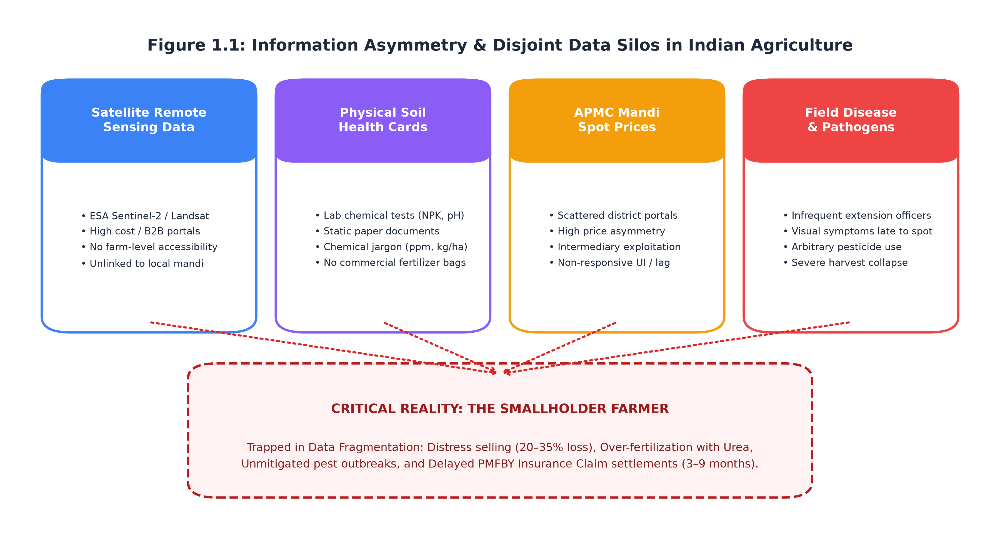 Figure 1.1: Information Asymmetry & Disjoint Data Silos in Indian Agriculture
Satellite Remote
Sensing Data
• ESA Sentinel-2 / Landsat
• High cost / B2B portals
• No farm-level accessibility
• Unlinked to local mandi
Physical Soil
Health Cards
• Lab chemical tests (NPK, pH)
• Static paper documents
• Chemical jargon (ppm, kg/ha)
• No commercial fertilizer bags
APMC Mandi
Spot Prices
• Scattered district portals
• High price asymmetry
• Intermediary exploitation
• Non-responsive UI / lag
Field Disease
& Pathogens
• Infrequent extension officers
• Visual symptoms late to spot
• Arbitrary pesticide use
• Severe harvest collapse
CRITICAL REALITY: THE SMALLHOLDER FARMER
Trapped in Data Fragmentation: Distress selling (20–35% loss), Over-fertilization with Urea,
Unmitigated pest outbreaks, and Delayed PMFBY Insurance Claim settlements (3–9 months).